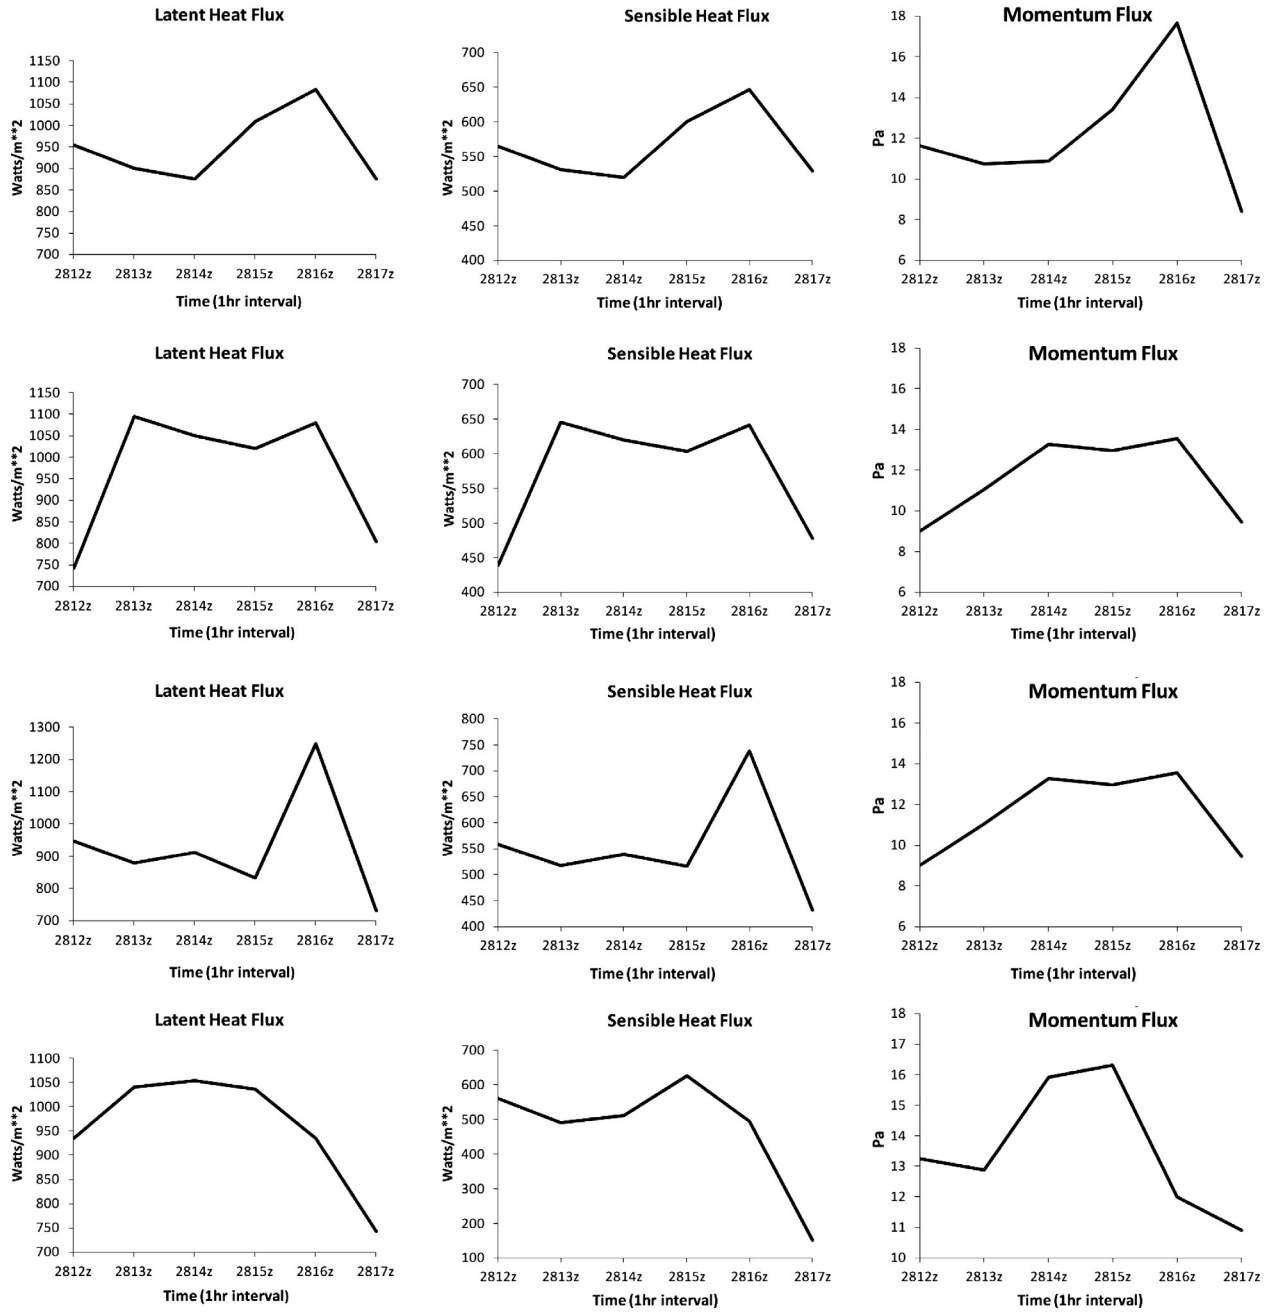 Latent Heat Flux
Watts/m**2
1150
1100
1050
1000
950
900
850
800
750
700
2812z 2813z 2814z 2815z 2816z 2817z
Time (1hr interval)
Sensible Heat Flux
Watts/m**2
700
650
600
550
500
450
400
2812z 2813z 2814z 2815z 2816z 2817z
Time (1hr interval)
Momentum Flux
Pa
18
16
14
12
10
8
6
2812z 2813z 2814z 2815z 2816z 2817z
Time (1hr interval)
Latent Heat Flux
Watts/m**2
1150
1100
1050
1000
950
900
850
800
750
700
2812z 2813z 2814z 2815z 2816z 2817z
Time (1hr interval)
Sensible Heat Flux
Watts/m**2
700
650
600
550
500
450
400
2812z 2813z 2814z 2815z 2816z 2817z
Time (1hr interval)
Momentum Flux
Pa
18
16
14
12
10
8
6
2812z 2813z 2814z 2815z 2816z 2817z
Time (1hr interval)
Latent Heat Flux
Watts/m**2
1300
1200
1100
1000
900
800
700
2812z 2813z 2814z 2815z 2816z 2817z
Time (1hr interval)
Sensible Heat Flux
Watts/m**2
800
750
700
650
600
550
500
450
400
2812z 2813z 2814z 2815z 2816z 2817z
Time (1hr interval)
Momentum Flux
Pa
18
16
14
12
10
8
6
2812z 2813z 2814z 2815z 2816z 2817z
Time (1hr interval)
Latent Heat Flux
Watts/m**2
1100
1050
1000
950
900
850
800
750
700
2812z 2813z 2814z 2815z 2816z 2817z
Time (1hr interval)
Sensible Heat Flux
Watts/m**2
700
600
500
400
300
200
100
2812z 2813z 2814z 2815z 2816z 2817z
Time (1hr interval)
Momentum Flux
Pa
18
17
16
15
14
13
12
11
10
2812z 2813z 2814z 2815z 2816z 2817z
Time (1hr interval)